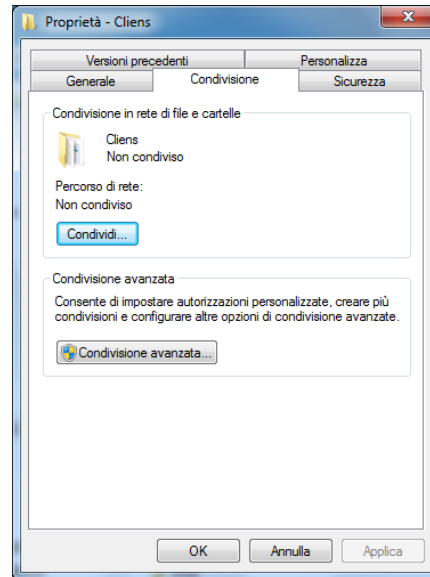 Proprietà - Cliens
Versioni precedenti
Personalizza
Generale
Condivisione
Sicurezza
Condivisione in rete di file e cartelle
Cliens
Non condiviso
Percorso di rete:
Non condiviso
Condividi...
Condivisione avanzata
Consente di impostare autorizzazioni personalizzate, creare più
condivisioni e configurare altre opzioni di condivisione avanzate.
Condivisione avanzata...
OK
Annulla
Applica